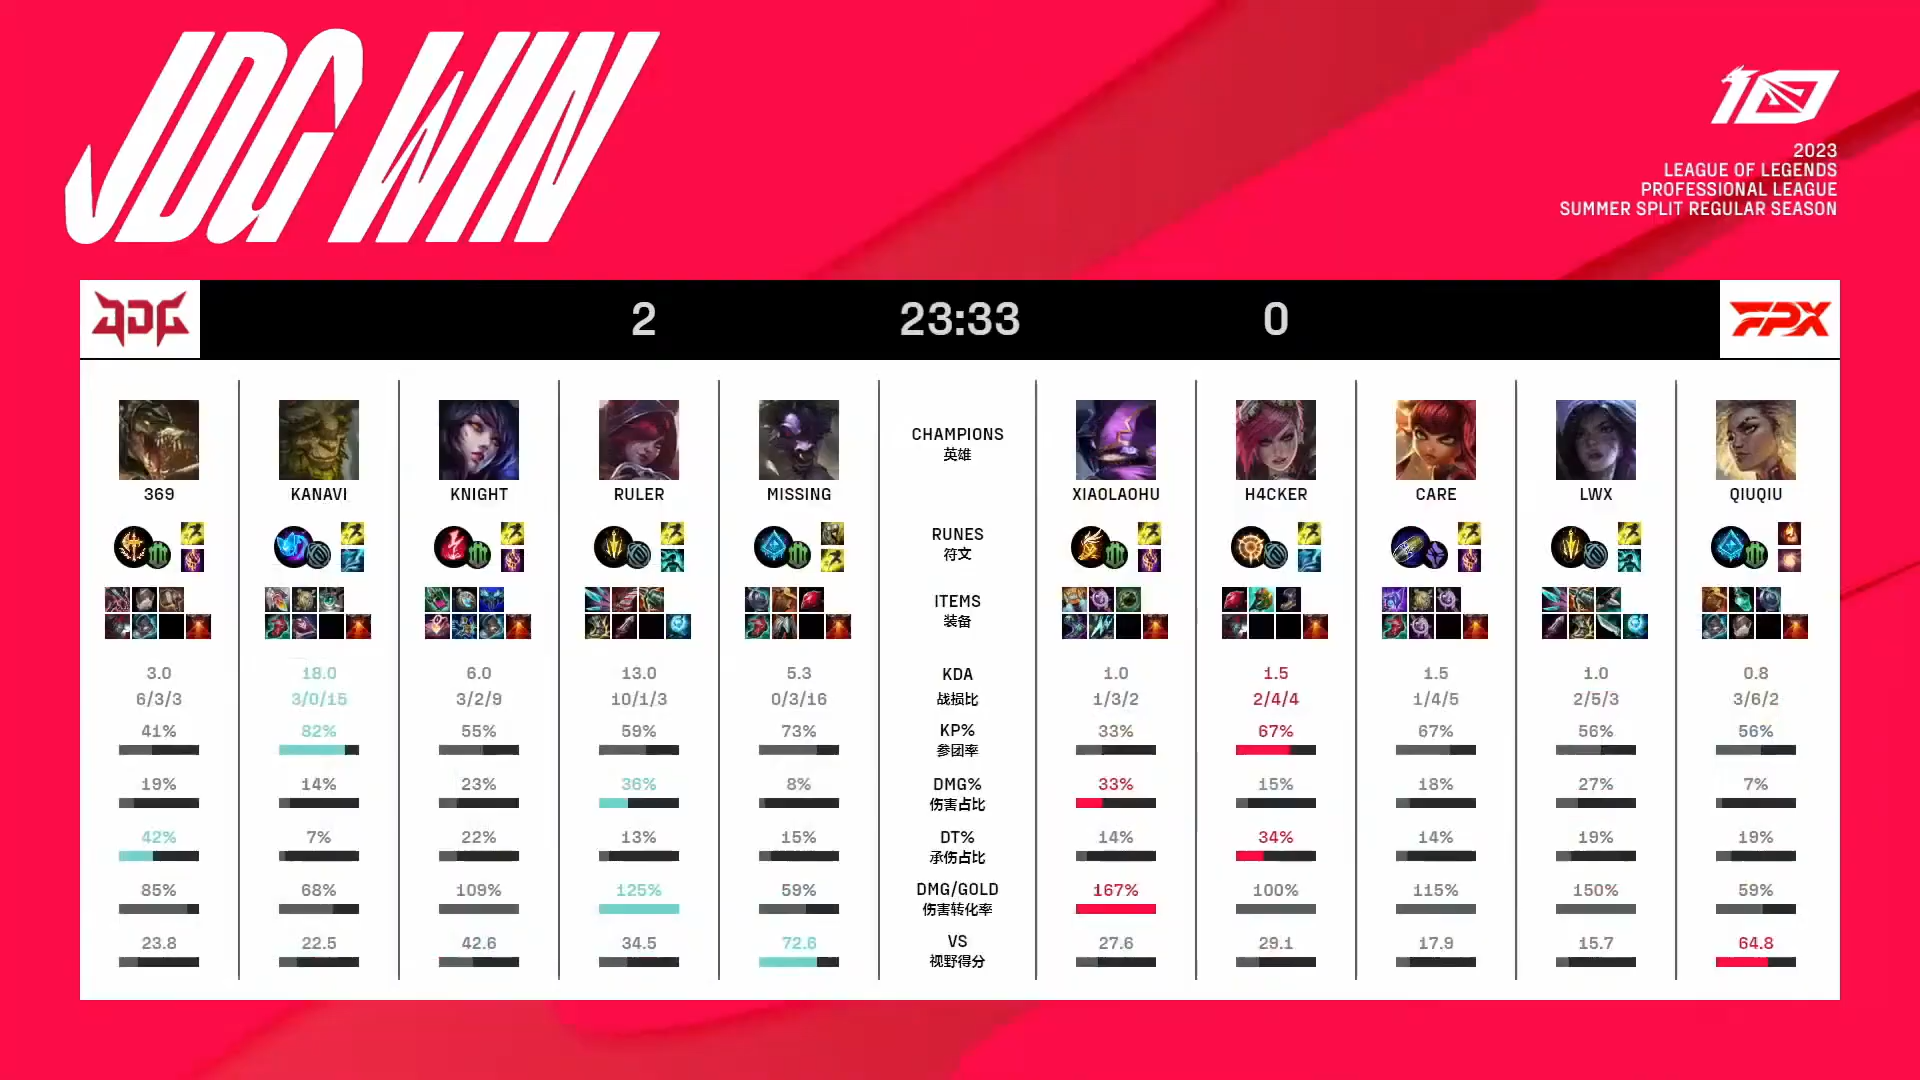 JDG WIN
10
2023
LEAGUE OF LEGENDS
PROFESSIONAL LEAGUE
SUMMER SPLIT REGULAR SEASON
JDG 2 23:33 0 FPX
CHAMPIONS
英雄
369 KANAVI KNIGHT RULER MISSING XIAOLAOHU H4CKER CARE LWX QIUQIU
RUNES
符文
ITEMS
装备
3.0 18.0 6.0 13.0 5.3 KDA 1.0 1.5 1.5 1.0 0.8
6/3/3 3/0/15 3/2/9 10/1/3 0/3/16 战损比 1/3/2 2/4/4 1/4/5 2/5/3 3/6/2
41% 82% 55% 59% 73% KP% 33% 67% 67% 56% 56%
参团率
19% 14% 23% 36% 8% DMG% 33% 15% 18% 27% 7%
伤害占比
42% 7% 22% 13% 15% DT% 14% 34% 14% 19% 19%
承伤占比
85% 68% 109% 125% 59% DMG/GOLD 167% 100% 115% 150% 59%
伤害转化率
23.8 22.5 42.6 34.5 72.6 VS 27.6 29.1 17.9 15.7 64.8
视野得分